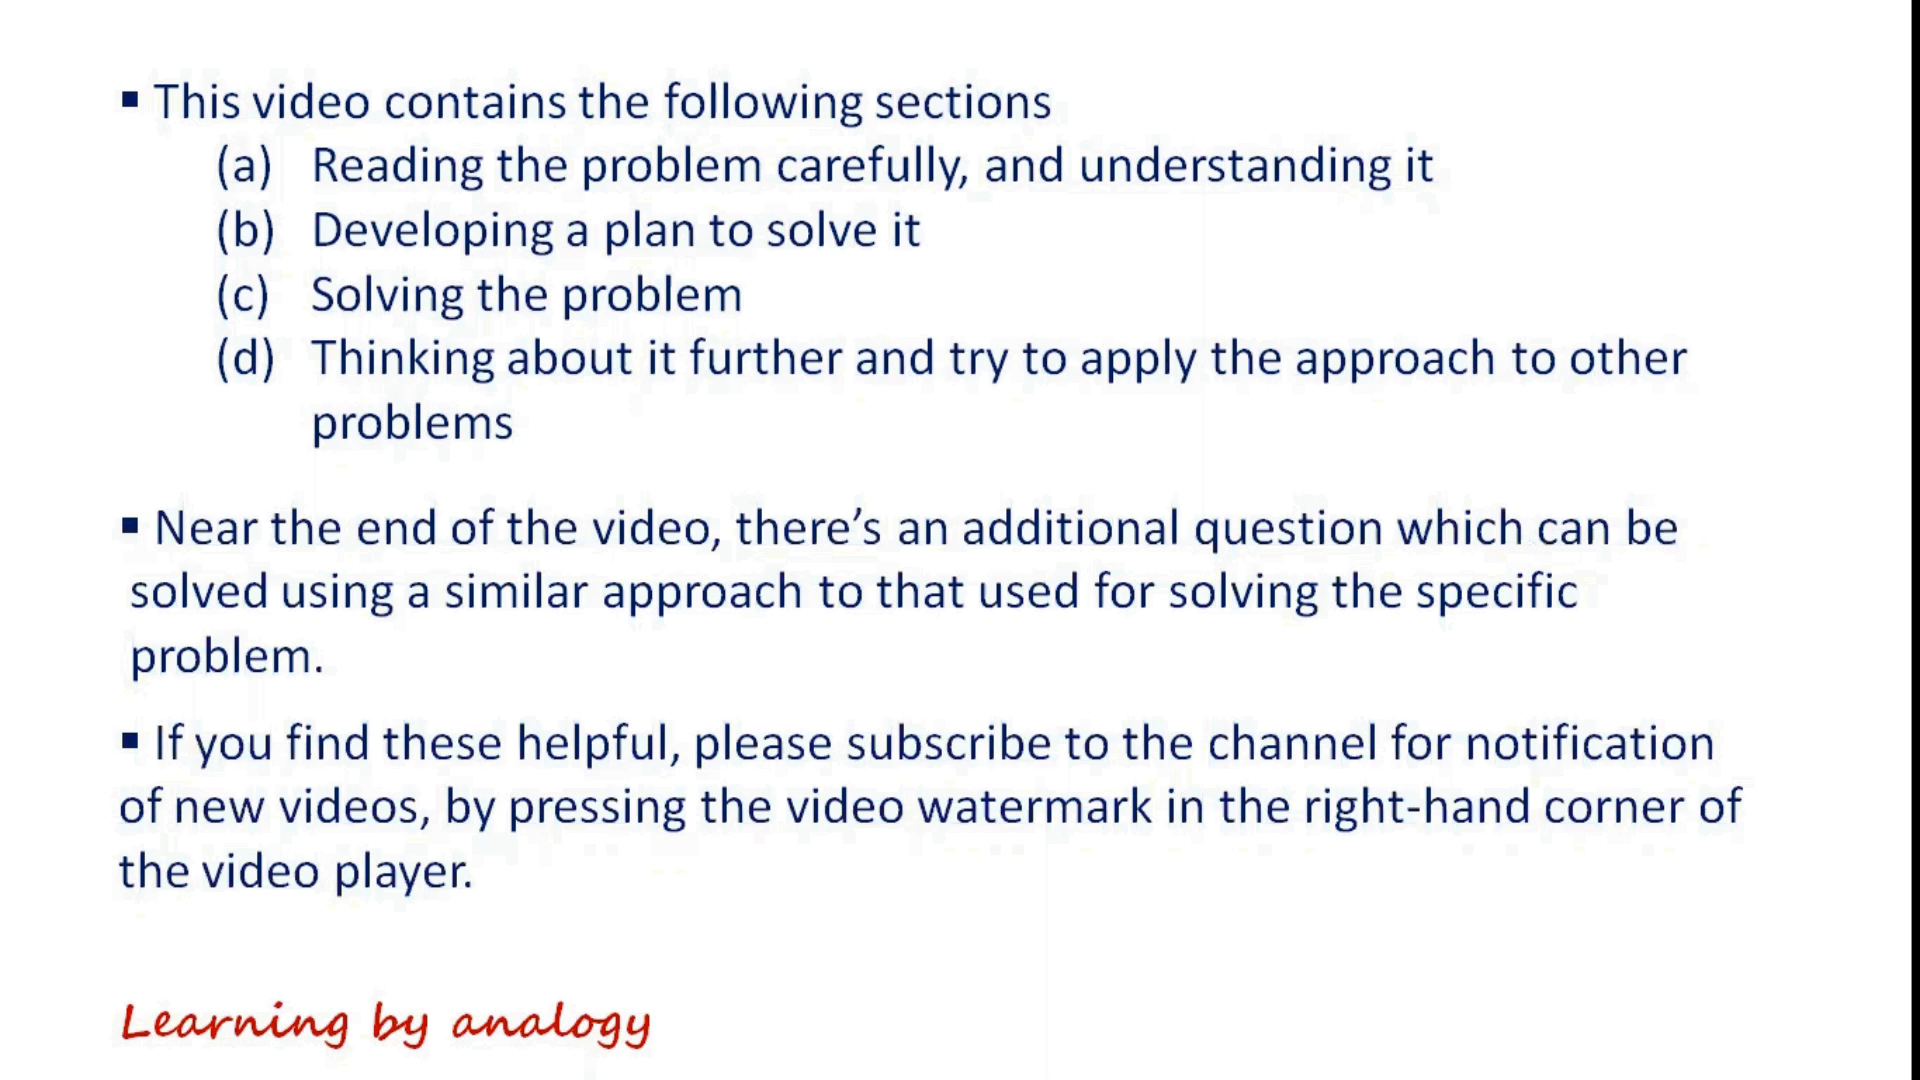 ▪ This video contains the following sections
(a) Reading the problem carefully, and understanding it
(b) Developing a plan to solve it
(c) Solving the problem
(d) Thinking about it further and try to apply the approach to other
problems
▪ Near the end of the video, there’s an additional question which can be
solved using a similar approach to that used for solving the specific
problem.
▪ If you find these helpful, please subscribe to the channel for notification
of new videos, by pressing the video watermark in the right-hand corner of
the video player.
Learning by analogy